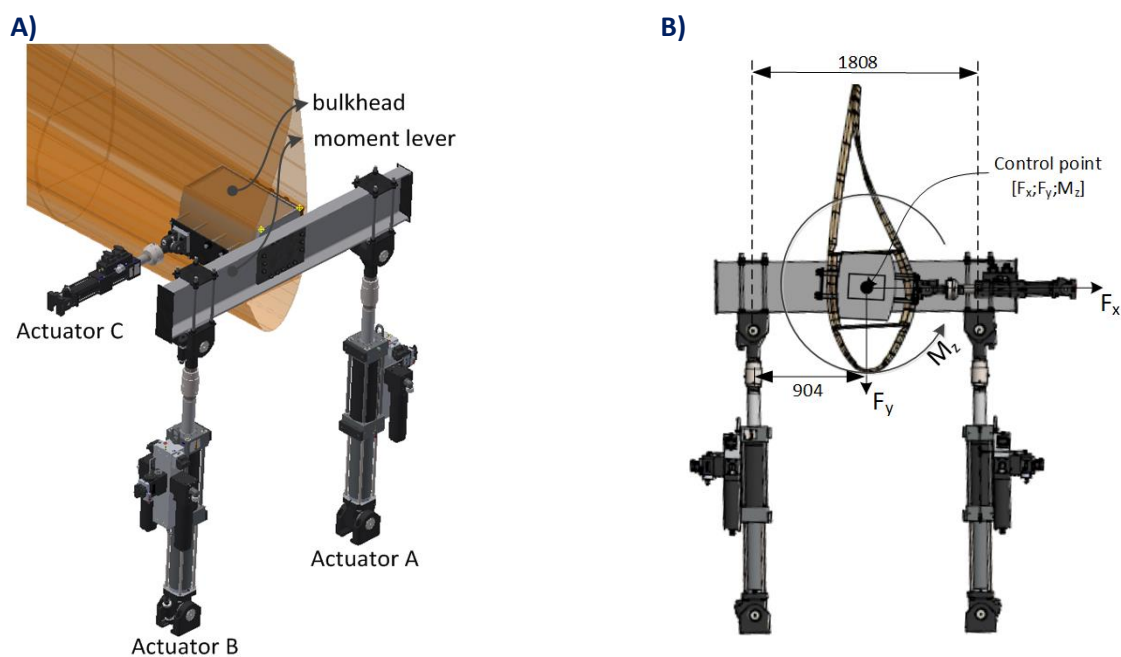 A)
bulkhead
moment lever
Actuator C
Actuator A
Actuator B
B)
1808
Control point
[Fx;Fy;Mz]
Fx
Mz
904
Fy